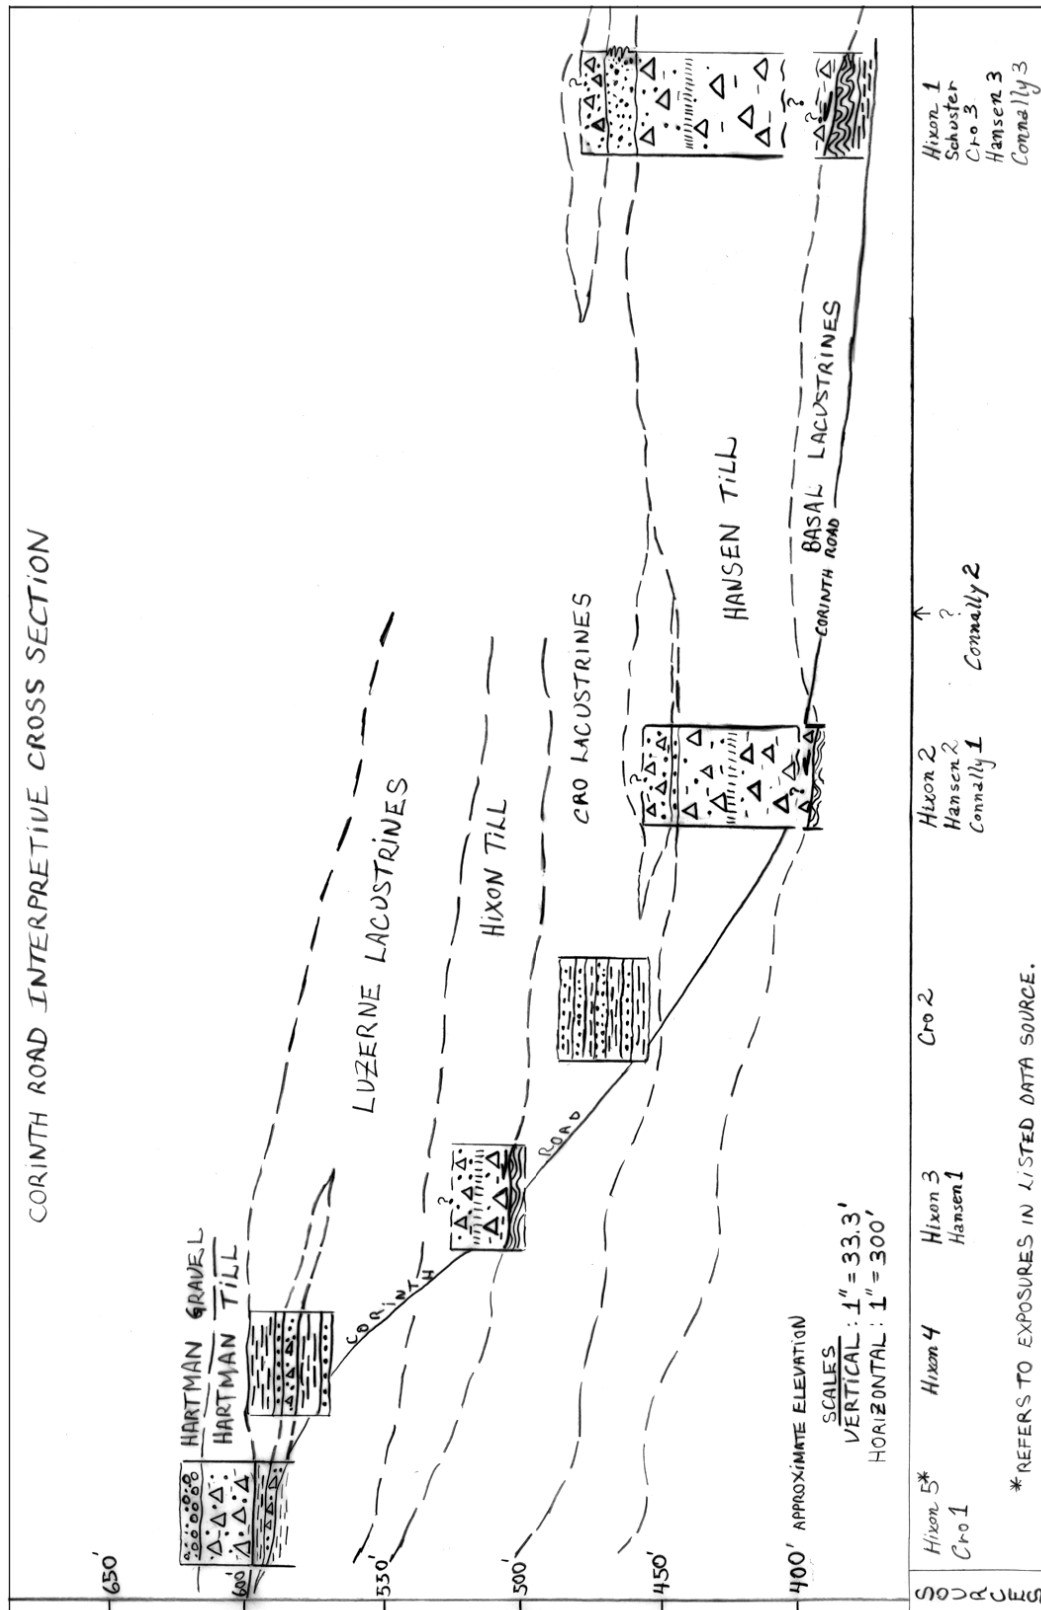 CORINTH ROAD INTERPRETIVE CROSS SECTION
650'
600'
550'
500'
450'
400'
HARTMAN GRAVEL
HARTMAN TILL
LUZERNE LACUSTRINES
HIXON TILL
CRO LACUSTRINES
HANSEN TILL
BASAL LACUSTRINES
CORINTH
ROAD
CORINTH ROAD
?
?
?
?
?
?
APPROXIMATE ELEVATION
SCALES
VERTICAL: 1" = 33.3'
HORIZONTAL: 1" = 300'
SOURCES
Hixon 5*
Cro 1
Hixon 4
Hixon 3
Hansen 1
Cro 2
Hixon 2
Hansen 2
Connally 1
?
Connally 2
Hixon 1
Schuster
Cro 3
Hansen 3
Connally 3
*REFERS TO EXPOSURES IN LISTED DATA SOURCE.